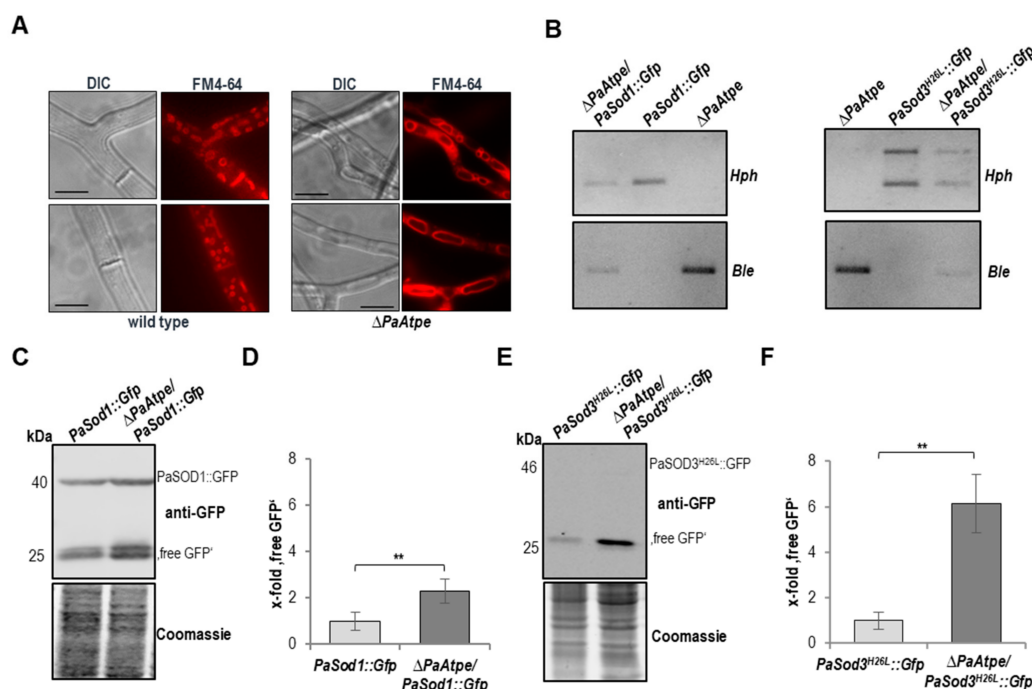 A
DIC
FM4-64
DIC
FM4-64
wild type
ΔPaAtpe
B
ΔPaAtpe/
PaSod1::Gfp
PaSod1::Gfp
ΔPaAtpe
Hph
Ble
ΔPaAtpe
PaSod3ᴴ²⁶ᴸ::Gfp
ΔPaAtpe/
PaSod3ᴴ²⁶ᴸ::Gfp
Hph
Ble
C
PaSod1::Gfp
ΔPaAtpe/
PaSod1::Gfp
kDa
40
PaSOD1::GFP
anti-GFP
25
‚free GFP‘
Coomassie
D
x-fold ‚free GFP‘
8
6
4
2
0
**
PaSod1::Gfp
ΔPaAtpe/
PaSod1::Gfp
E
PaSod3ᴴ²⁶ᴸ::Gfp
ΔPaAtpe/
PaSod3ᴴ²⁶ᴸ::Gfp
kDa
46
PaSOD3ᴴ²⁶ᴸ::GFP
anti-GFP
25
‚free GFP‘
Coomassie
F
x-fold ‚free GFP‘
8
6
4
2
0
**
PaSod3ᴴ²⁶ᴸ::Gfp
ΔPaAtpe/
PaSod3ᴴ²⁶ᴸ::Gfp